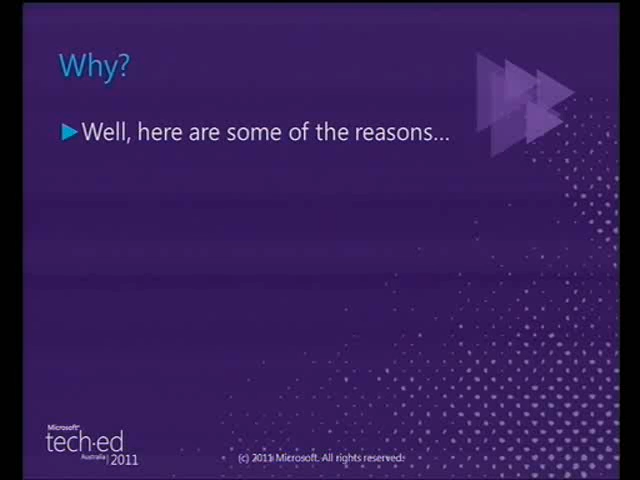 Why?
Well, here are some of the reasons...
Microsoft
tech·ed
Australia | 2011
(c) 2011 Microsoft. All rights reserved.